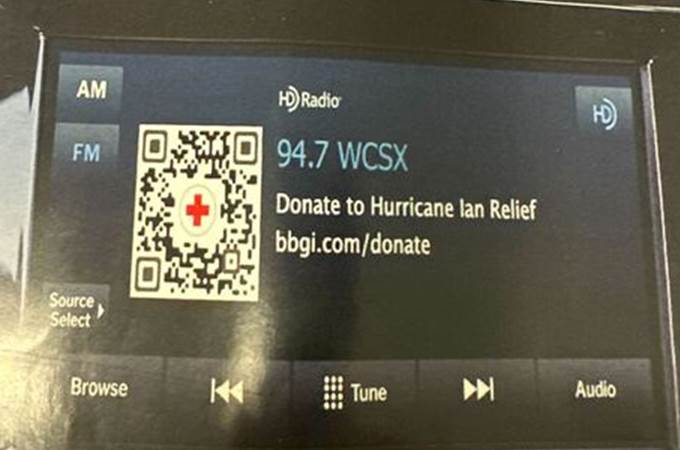 AM
HD Radio
HD
FM
94.7 WCSX
Donate to Hurricane Ian Relief
bbgi.com/donate
Source
Select
Browse
Tune
Audio